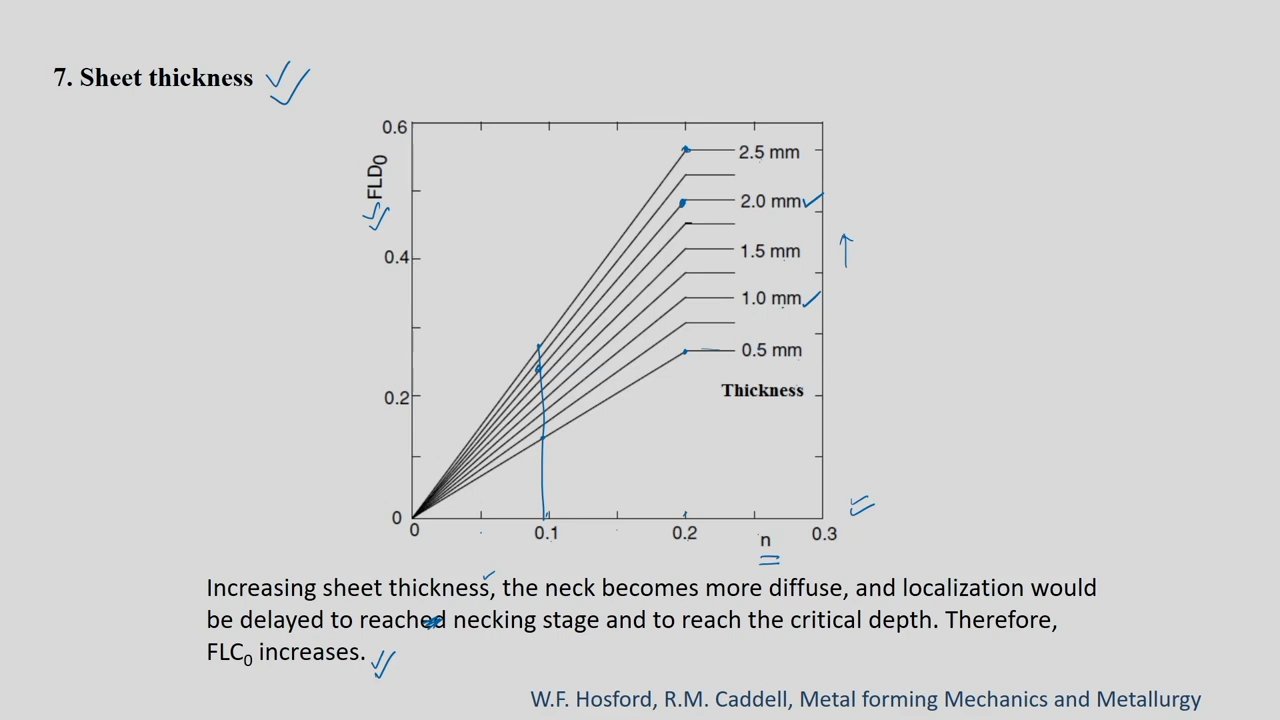 7. Sheet thickness
0.6
FLD0
2.5 mm
2.0 mm
0.4
1.5 mm
1.0 mm
0.5 mm
Thickness
0.2
0
0
0.1
0.2
n
0.3
Increasing sheet thickness, the neck becomes more diffuse, and localization would
be delayed to reached necking stage and to reach the critical depth. Therefore,
FLC0 increases.
W.F. Hosford, R.M. Caddell, Metal forming Mechanics and Metallurgy